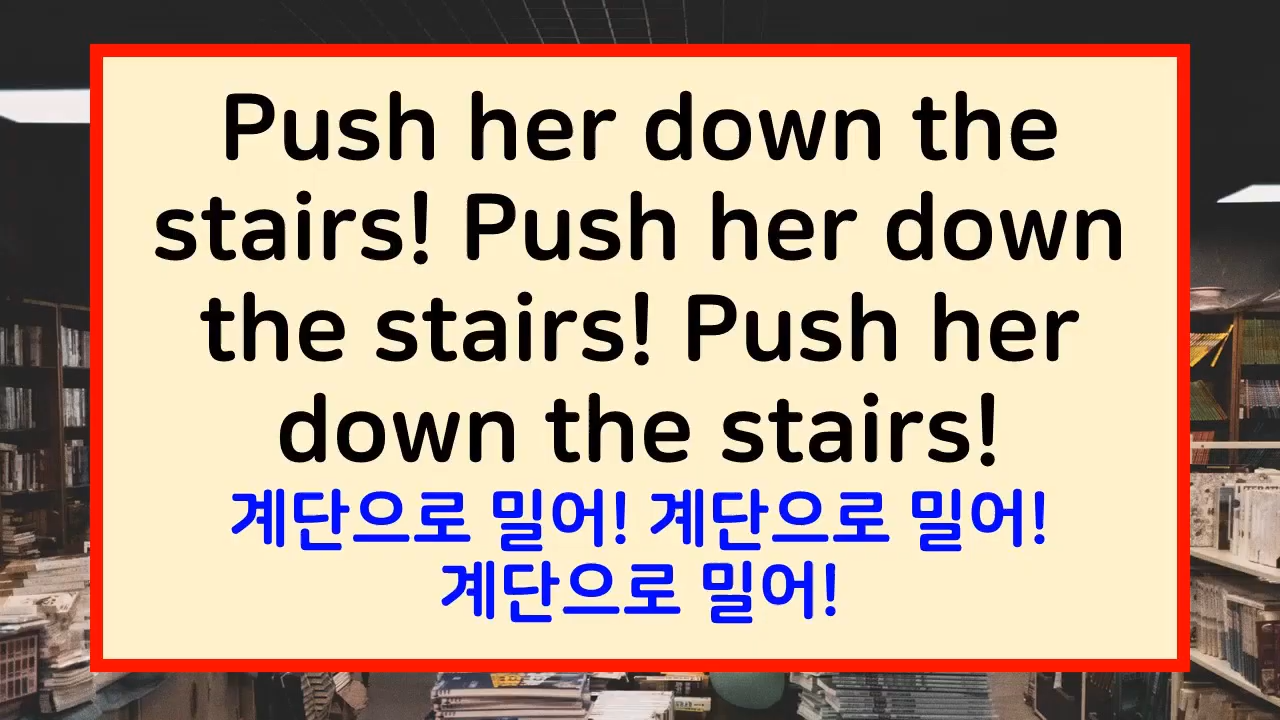 Push her down the
stairs! Push her down
the stairs! Push her
down the stairs!
계단으로 밀어! 계단으로 밀어!
계단으로 밀어!